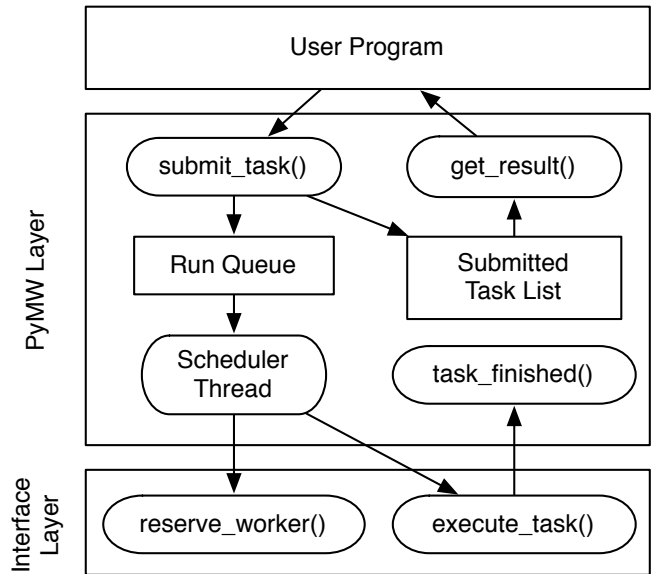 User Program
PyMW Layer
submit_task()
get_result()
Run Queue
Submitted
Task List
Scheduler
Thread
task_finished()
Interface
Layer
reserve_worker()
execute_task()